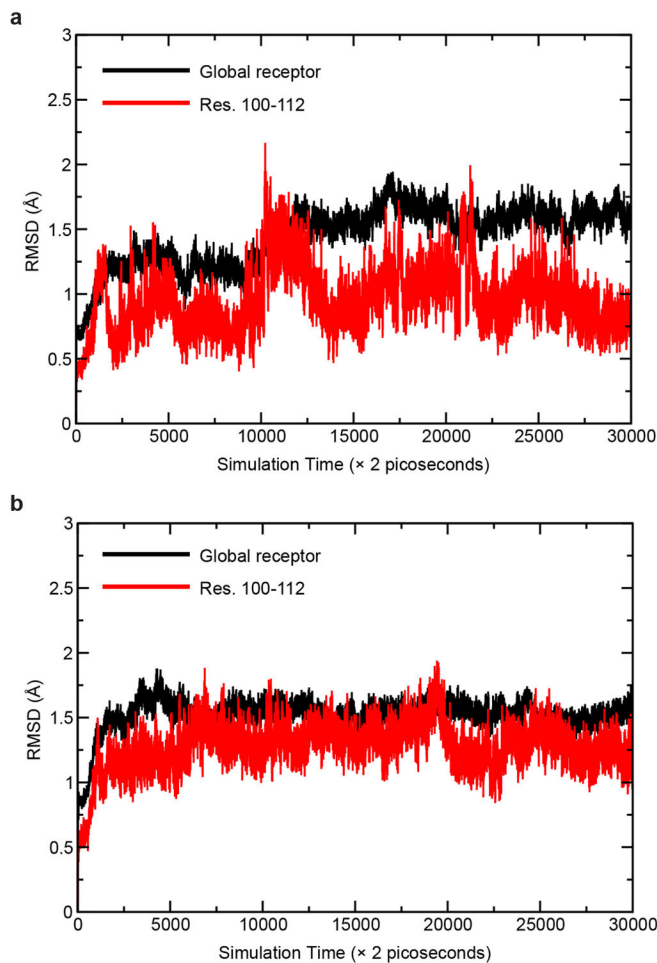 a
3
2.5
2
1.5
1
0.5
0
RMSD (Å)
Global receptor
Res. 100-112
0 5000 10000 15000 20000 25000 30000
Simulation Time (× 2 picoseconds)
b
3
2.5
2
1.5
1
0.5
0
RMSD (Å)
Global receptor
Res. 100-112
0 5000 10000 15000 20000 25000 30000
Simulation Time (× 2 picoseconds)